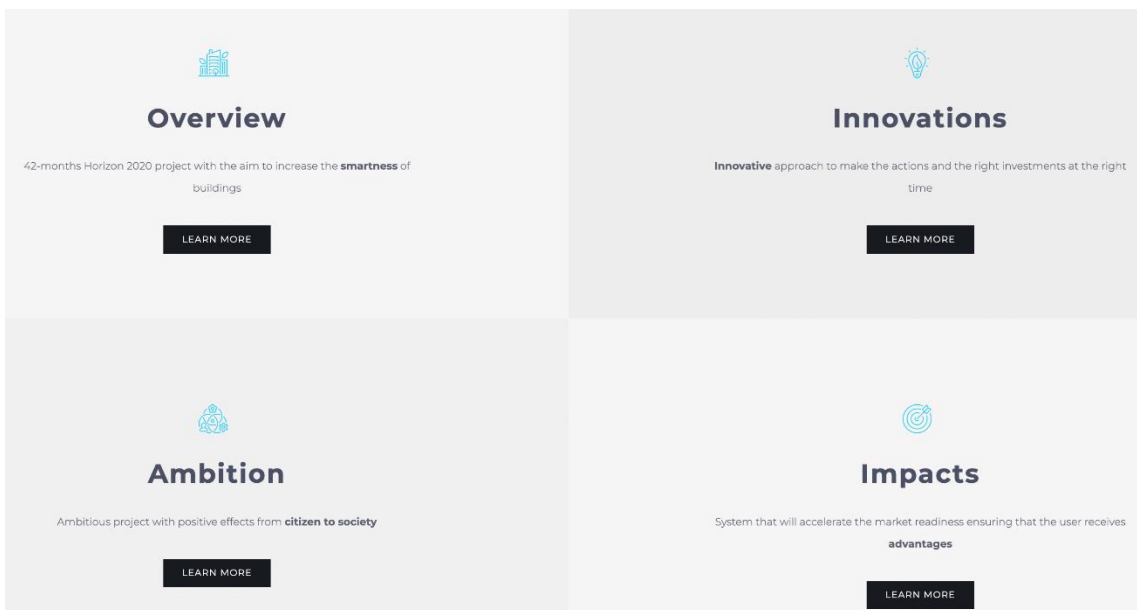 Overview
42-months Horizon 2020 project with the aim to increase the smartness of
buildings
LEARN MORE
Innovations
Innovative approach to make the actions and the right investments at the right
time
LEARN MORE
Ambition
Ambitious project with positive effects from citizen to society
LEARN MORE
Impacts
System that will accelerate the market readiness ensuring that the user receives
advantages
LEARN MORE